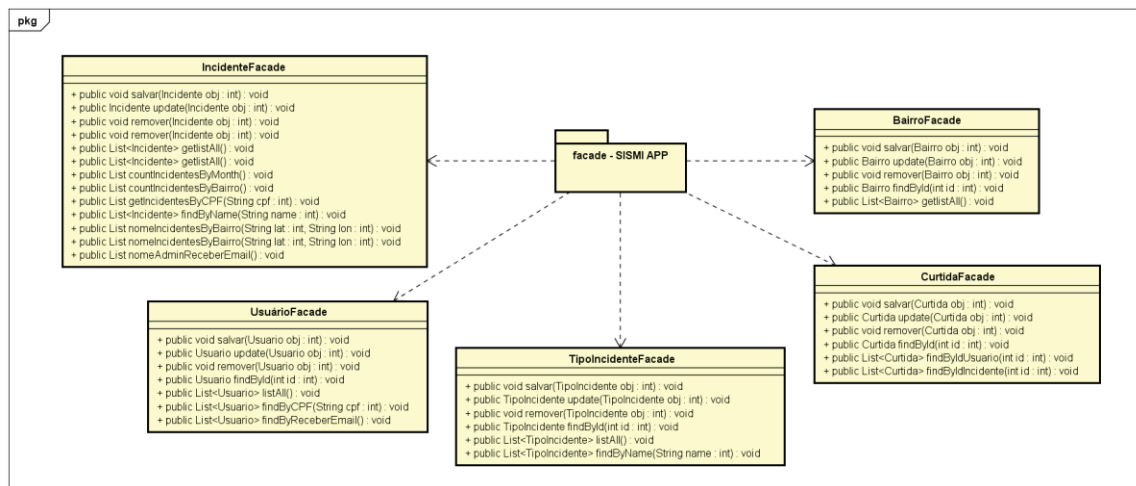 pkg
IncidenteFacade
+ public void salvar(Incidente obj : int) : void
+ public Incidente update(Incidente obj : int) : void
+ public void remover(Incidente obj : int) : void
+ public void remover(Incidente obj : int) : void
+ public List<Incidente> getlistAll() : void
+ public List<Incidente> getlistAll() : void
+ public List countIncidentesByMonth() : void
+ public List countIncidentesByBairro() : void
+ public List getIncidentesByCPF(String cpf : int) : void
+ public List<Incidente> findByName(String name : int) : void
+ public List nomeIncidentesByBairro(String lat : int, String lon : int) : void
+ public List nomeIncidentesByBairro(String lat : int, String lon : int) : void
+ public List nomeAdminReceberEmail() : void
facade - SISMI APP
BairroFacade
+ public void salvar(Bairro obj : int) : void
+ public Bairro update(Bairro obj : int) : void
+ public void remover(Bairro obj : int) : void
+ public Bairro findById(int id : int) : void
+ public List<Bairro> getlistAll() : void
UsuárioFacade
+ public void salvar(Usuario obj : int) : void
+ public Usuario update(Usuario obj : int) : void
+ public void remover(Usuario obj : int) : void
+ public Usuario findById(int id : int) : void
+ public List<Usuario> listAll() : void
+ public List<Usuario> findByCPF(String cpf : int) : void
+ public List<Usuario> findByReceberEmail() : void
TipoIncidenteFacade
+ public void salvar(TipoIncidente obj : int) : void
+ public TipoIncidente update(TipoIncidente obj : int) : void
+ public void remover(TipoIncidente obj : int) : void
+ public TipoIncidente findById(int id : int) : void
+ public List<TipoIncidente> listAll() : void
+ public List<TipoIncidente> findByName(String name : int) : void
CurtidaFacade
+ public void salvar(Curtida obj : int) : void
+ public Curtida update(Curtida obj : int) : void
+ public void remover(Curtida obj : int) : void
+ public Curtida findById(int id : int) : void
+ public List<Curtida> findByIdUsuario(int id : int) : void
+ public List<Curtida> findByIdIncidente(int id : int) : void